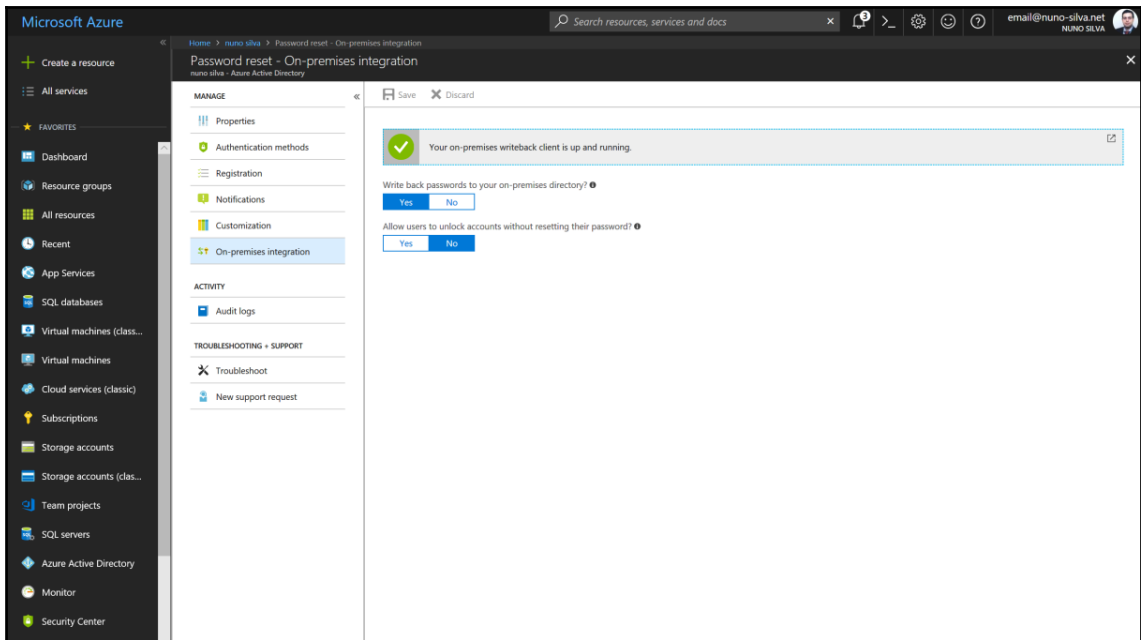 Microsoft Azure
Search resources, services and docs
3
email@nuno-silva.net
NUNO SILVA
Create a resource
All services
FAVORITES
Dashboard
Resource groups
All resources
Recent
App Services
SQL databases
Virtual machines (class...
Virtual machines
Cloud services (classic)
Subscriptions
Storage accounts
Storage accounts (clas...
Team projects
SQL servers
Azure Active Directory
Monitor
Security Center
Home > nuno silva > Password reset - On-premises integration
Password reset - On-premises integration
nuno silva - Azure Active Directory
MANAGE
Properties
Authentication methods
Registration
Notifications
Customization
On-premises integration
ACTIVITY
Audit logs
TROUBLESHOOTING + SUPPORT
Troubleshoot
New support request
Save Discard
Your on-premises writeback client is up and running.
Write back passwords to your on-premises directory?
Yes No
Allow users to unlock accounts without resetting their password?
Yes No